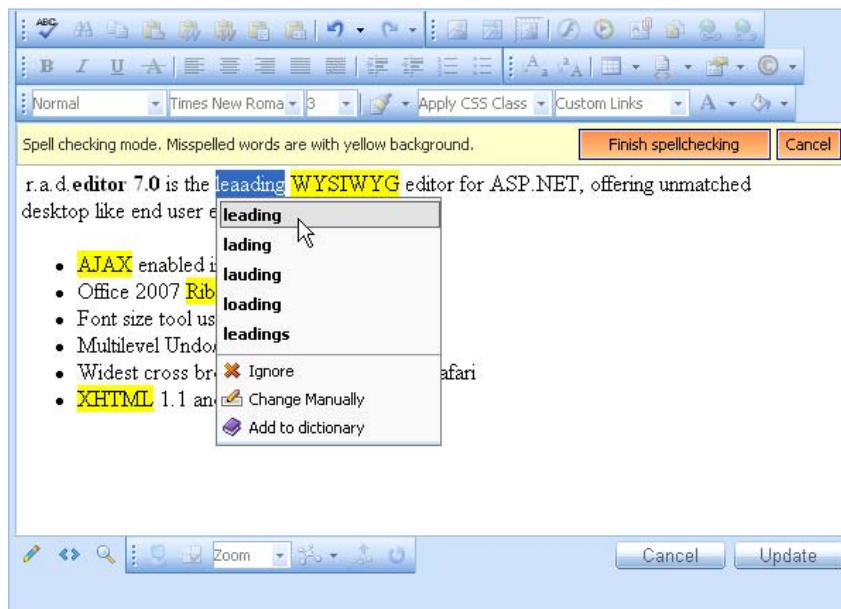 ABC
B I U A
Normal Times New Roma 3 Apply CSS Class Custom Links A
Spell checking mode. Misspelled words are with yellow background. Finish spellchecking Cancel
r.a.d.editor 7.0 is the leaading WYSIWYG editor for ASP.NET, offering unmatched
desktop like end user e
leading
lading
AJAX enabled i
lauding
Office 2007 Rib
loading
Font size tool us
leadings
Multilevel Undo/
Widest cross br Ignore afari
XHTML 1.1 an Change Manually
Add to dictionary
Zoom Cancel Update